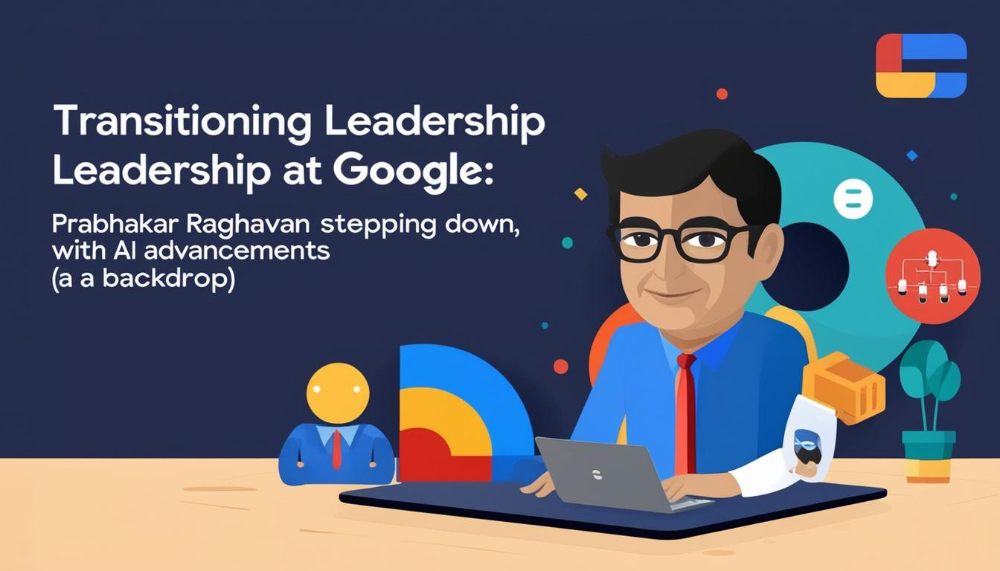 Transitioning Leadership
Leadership at Google:
Prabhakar Raghavan stepping down,
with AI advancements
(a a backdrop)